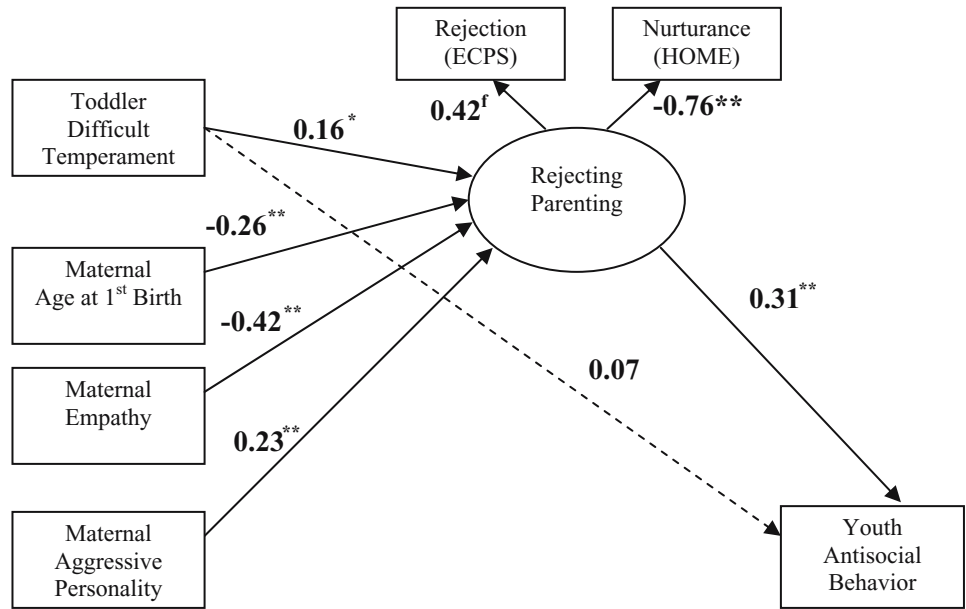 Rejection
(ECPS)
Nurturance
(HOME)
Toddler
Difficult
Temperament
0.16*
0.42f
-0.76**
Rejecting
Parenting
-0.26**
Maternal
Age at 1st Birth
-0.42**
0.31**
Maternal
Empathy
0.07
0.23**
Maternal
Aggressive
Personality
Youth
Antisocial
Behavior